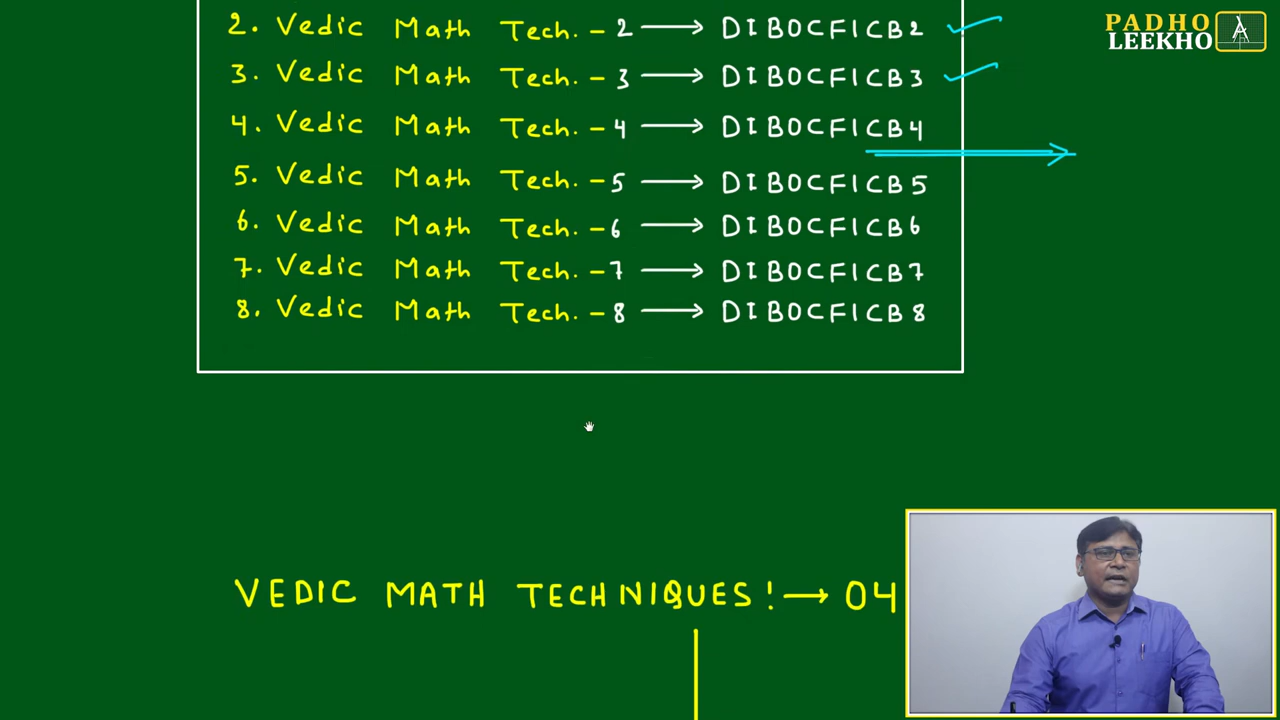 2. Vedic Math Tech. - 2 → DIBOCFICB2 ✓
3. Vedic Math Tech. - 3 → DIBOCFICB3 ✓
4. Vedic Math Tech. - 4 → DIBOCFICB4
5. Vedic Math Tech. - 5 → DIBOCFICB5
6. Vedic Math Tech. - 6 → DIBOCFICB6
7. Vedic Math Tech. - 7 → DIBOCFICB7
8. Vedic Math Tech. - 8 → DIBOCFICB8
VEDIC MATH TECHNIQUES! → 04
PADHO
LEEKHO